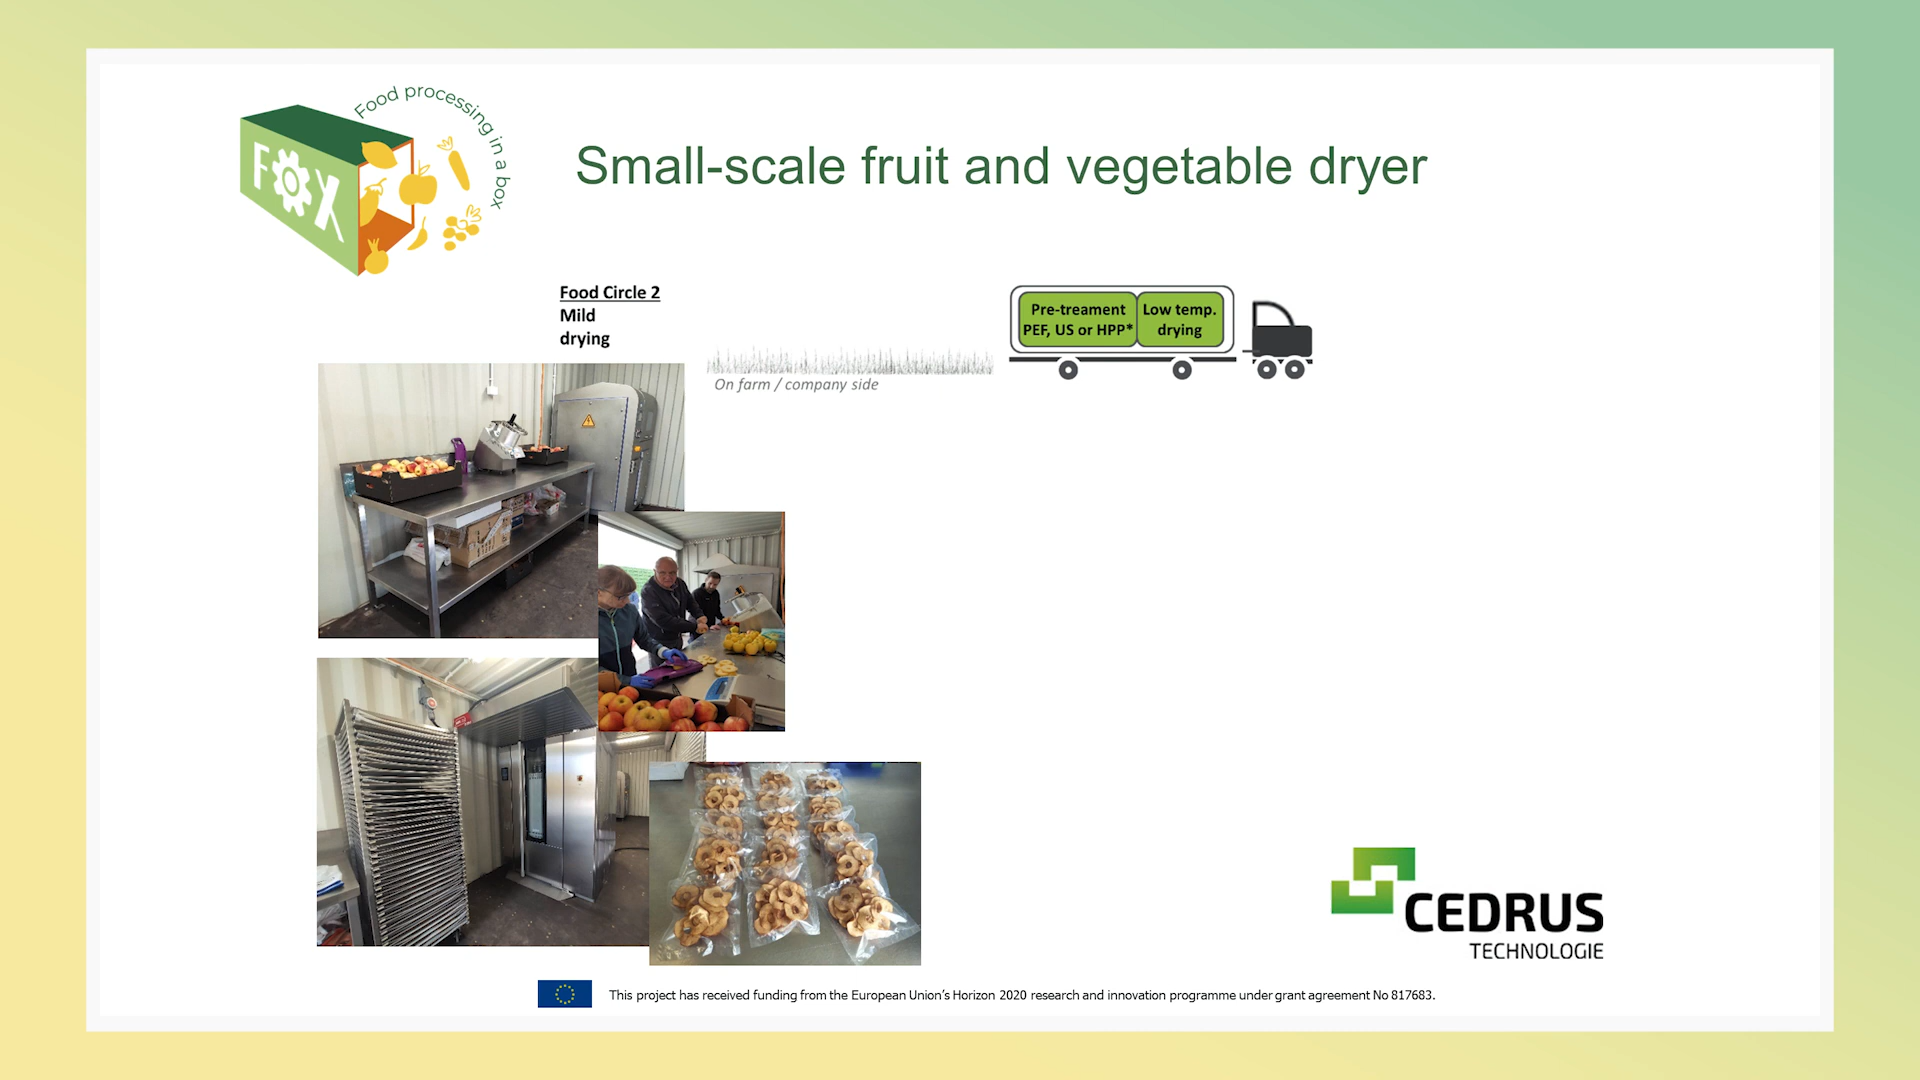 Food processing in a box
FOX
Small-scale fruit and vegetable dryer
Food Circle 2
Mild
drying
Pre-treament
PEF, US or HPP*
Low temp.
drying
On farm / company side
CEDRUS
TECHNOLOGIE
This project has received funding from the European Union's Horizon 2020 research and innovation programme under grant agreement No 817683.